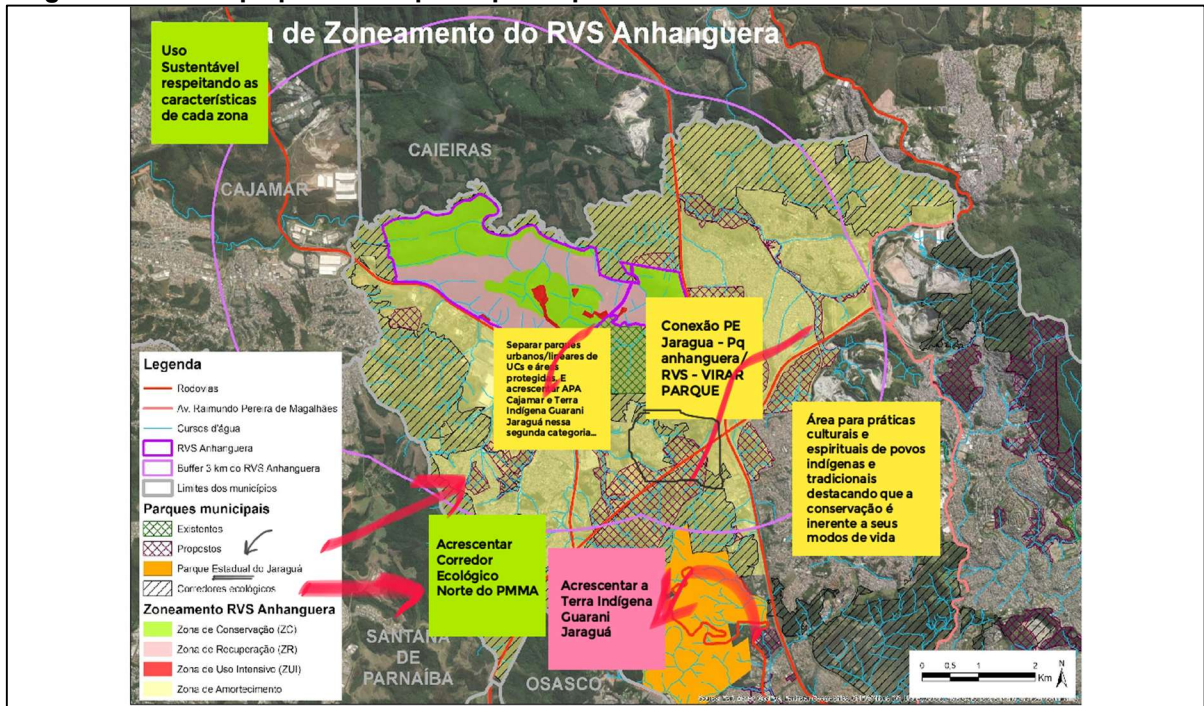 a de Zoneamento do RVS Anhanguera
Uso
Sustentável
respeitando as
características
de cada zona
CAIEIRAS
CAJAMAR
Conexão PE
Jaragua - Pq
anhanguera/
RVS - VIRAR
PARQUE
Separar parques
urbanos/lineares de
UCs e áreas
protegidas. E
acrescentar APA
Cajamar e Terra
Indígena Guarani
Jaraguá nessa
segunda categoria...
Área para práticas
culturais e
espirituais de povos
indígenas e
tradicionais
destacando que a
conservação é
inerente a seus
modos de vida
Legenda
Rodovias
Av. Raimundo Pereira de Magalhães
Cursos d'água
RVS Anhanguera
Buffer 3 km do RVS Anhanguera
Limites dos municípios
Parques municipais
Existentes
Propostos
Parque Estadual do Jaraguá
Corredores ecológicos
Zoneamento RVS Anhanguera
Zona de Conservação (ZC)
Zona de Recuperação (ZR)
Zona de Uso Intensivo (ZUI)
Zona de Amortecimento
Acrescentar
Corredor
Ecológico
Norte do PMMA
Acrescentar a
Terra Indígena
Guarani
Jaraguá
SANTANA
DE
PARNAÍBA
OSASCO
0 0,5 1 2
Km
N